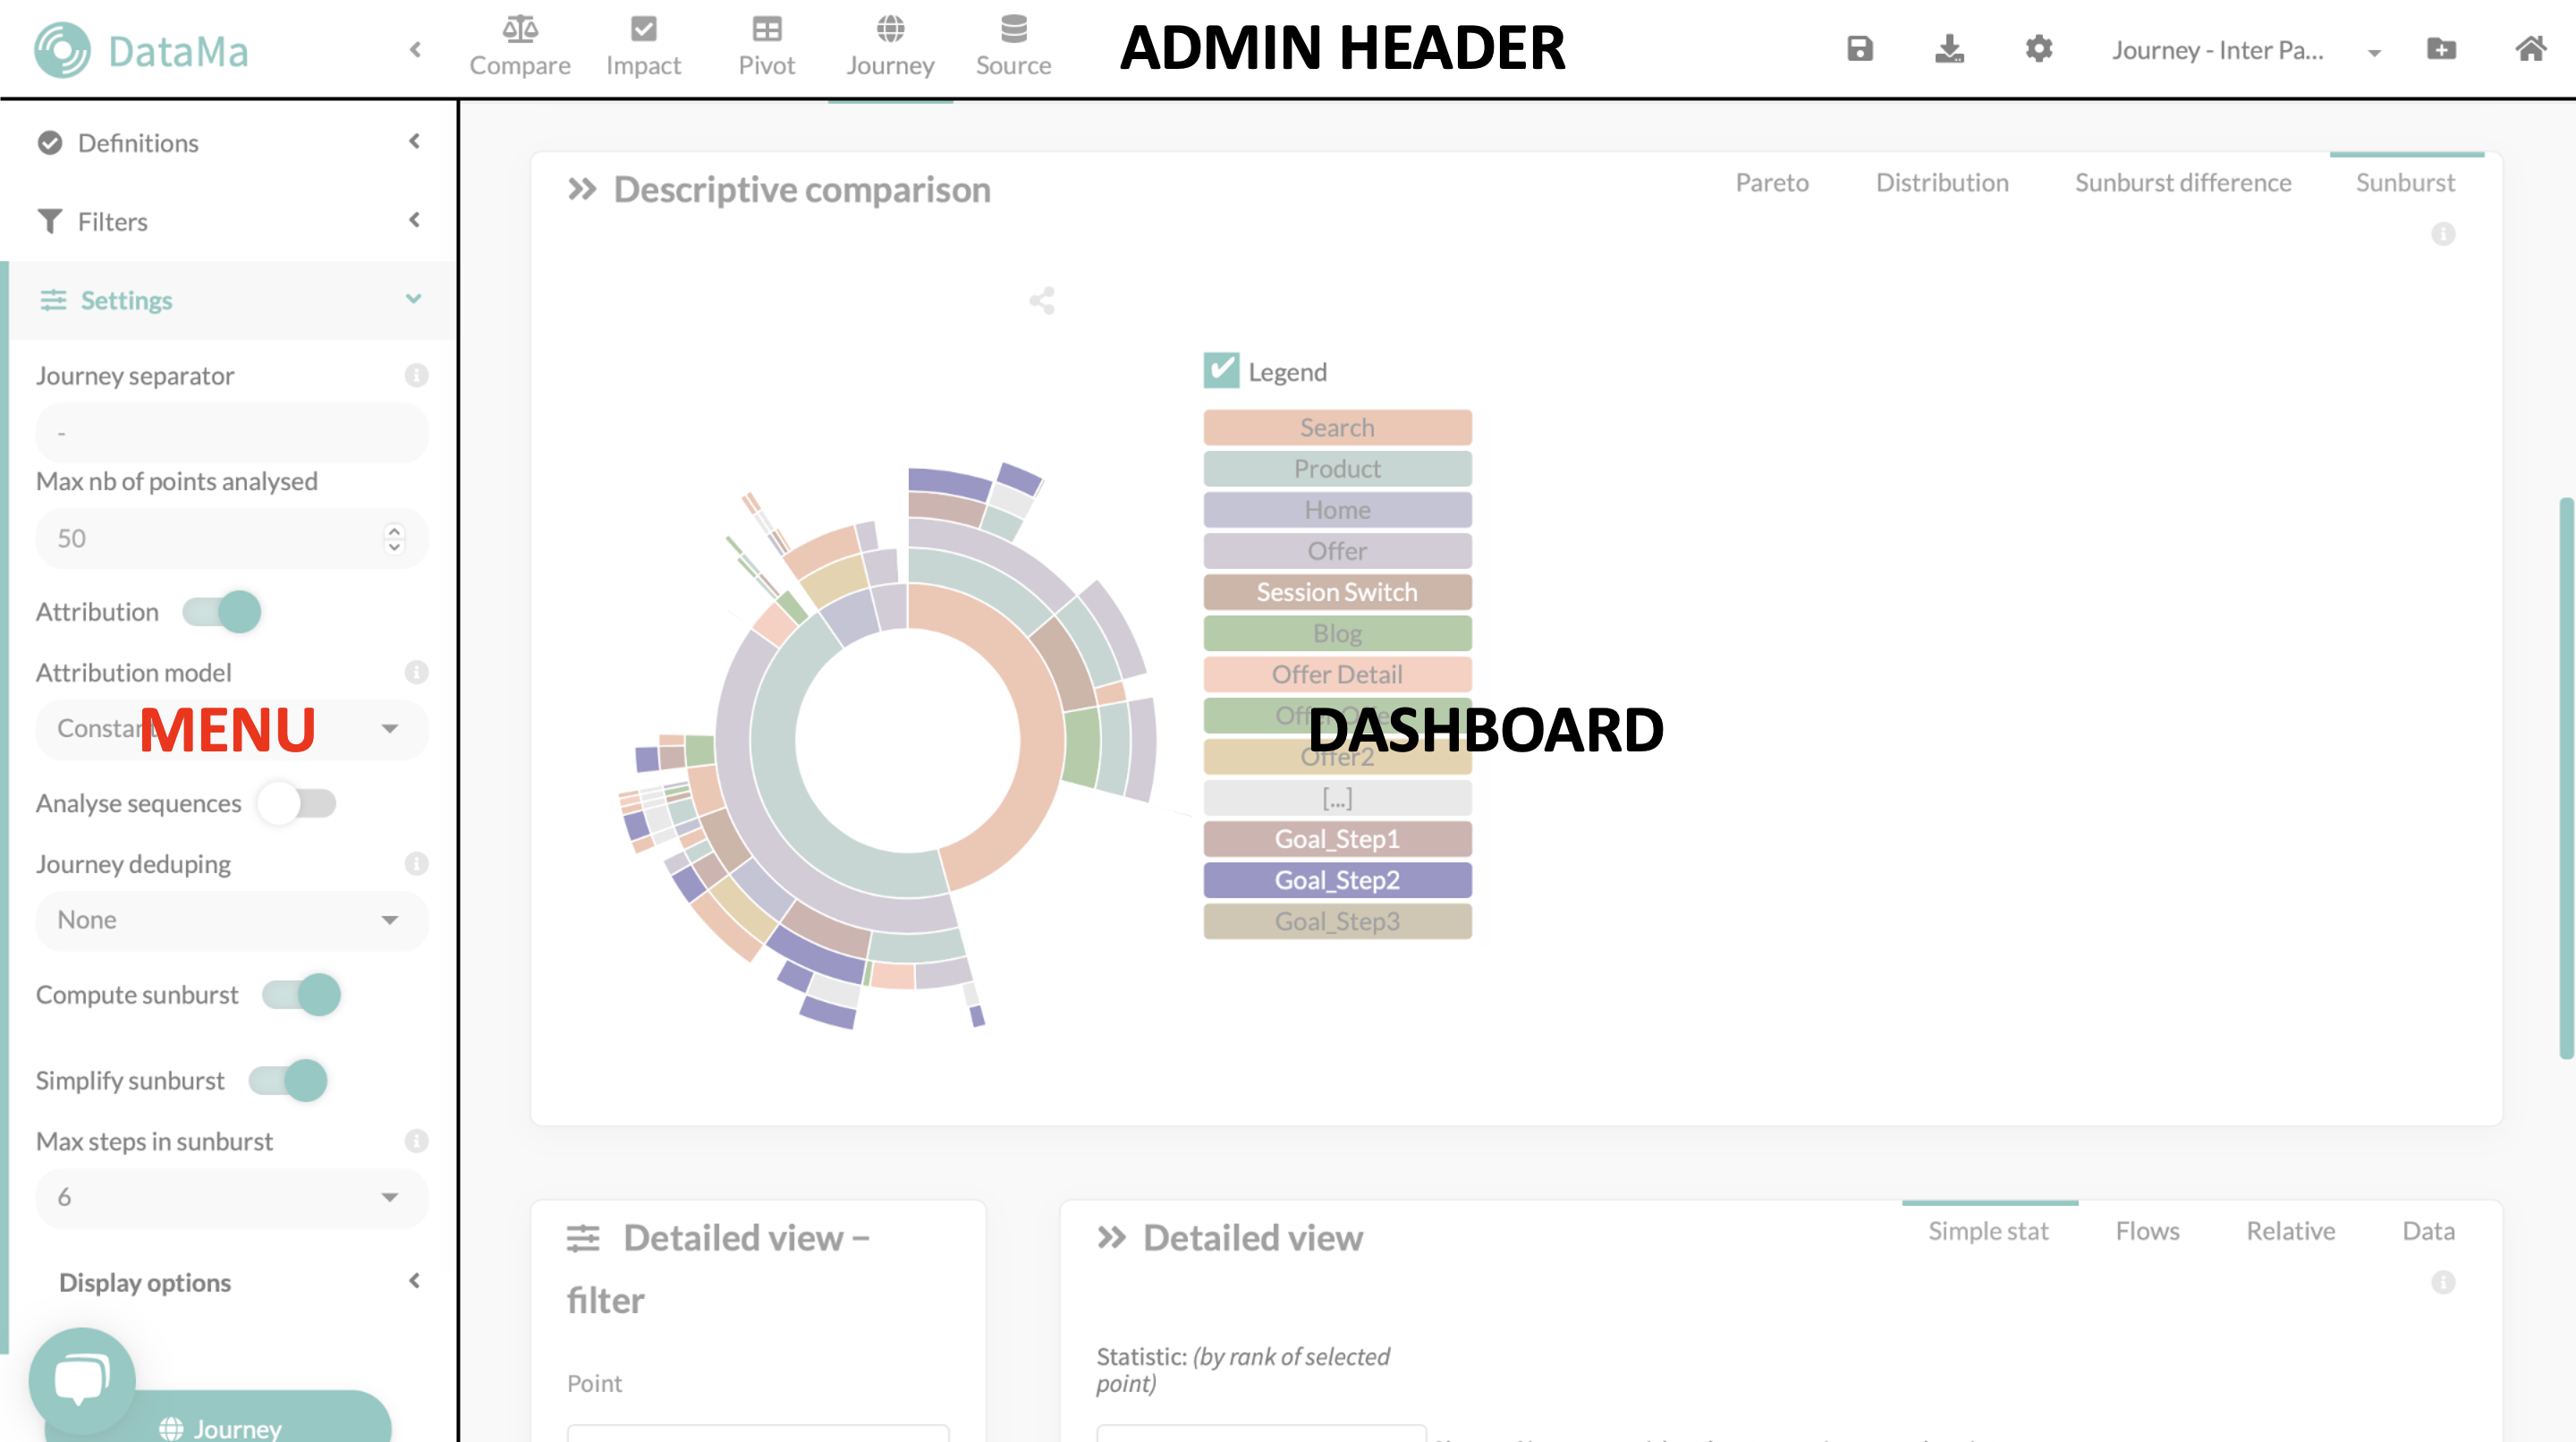 DataMa
Compare
Impact
Pivot
Journey
Source
ADMIN HEADER
Journey - Inter Pa...
Definitions
Filters
Settings
Journey separator
-
Max nb of points analysed
50
Attribution
Attribution model
MENU
Analyse sequences
Journey deduping
None
Compute sunburst
Simplify sunburst
Max steps in sunburst
6
Display options
Journey
Descriptive comparison
Pareto
Distribution
Sunburst difference
Sunburst
Legend
Search
Product
Home
Offer
Session Switch
Blog
Offer Detail
DASHBOARD
Offer2
[...]
Goal_Step1
Goal_Step2
Goal_Step3
Detailed view –
filter
Point
Detailed view
Simple stat
Flows
Relative
Data
Statistic: (by rank of selected
point)